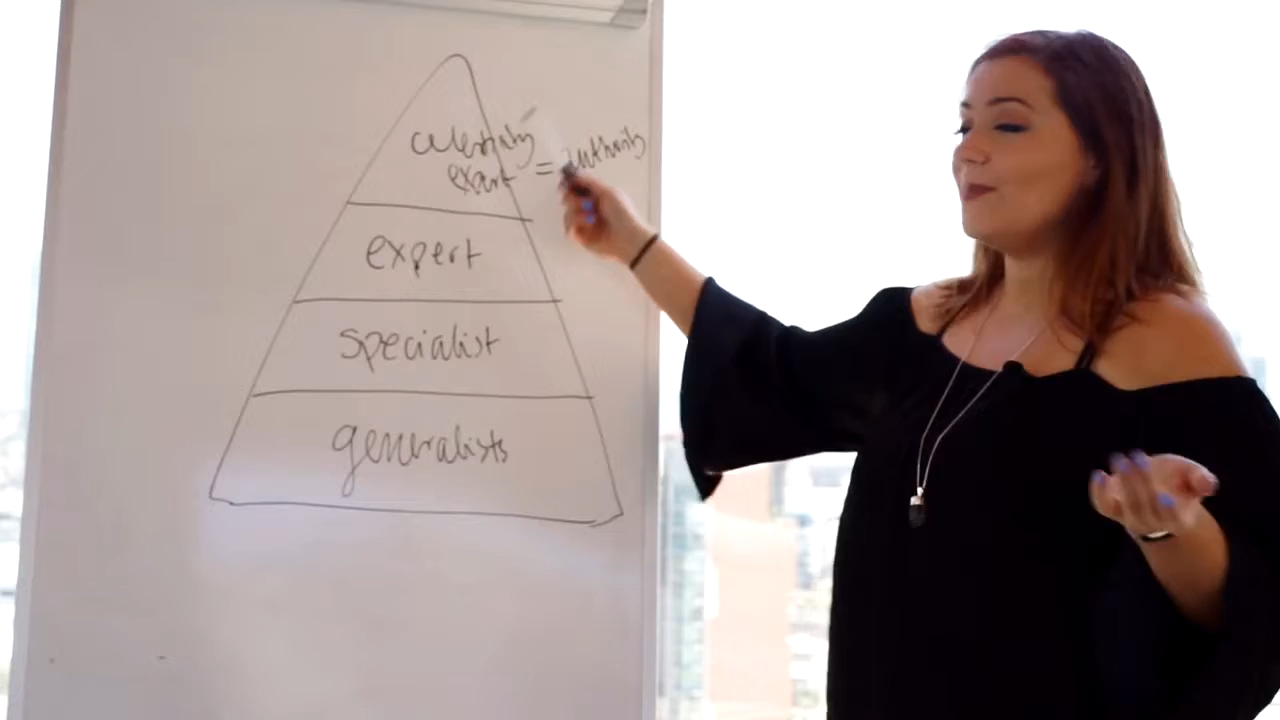 celebrity
expert = authority
expert
specialist
generalists